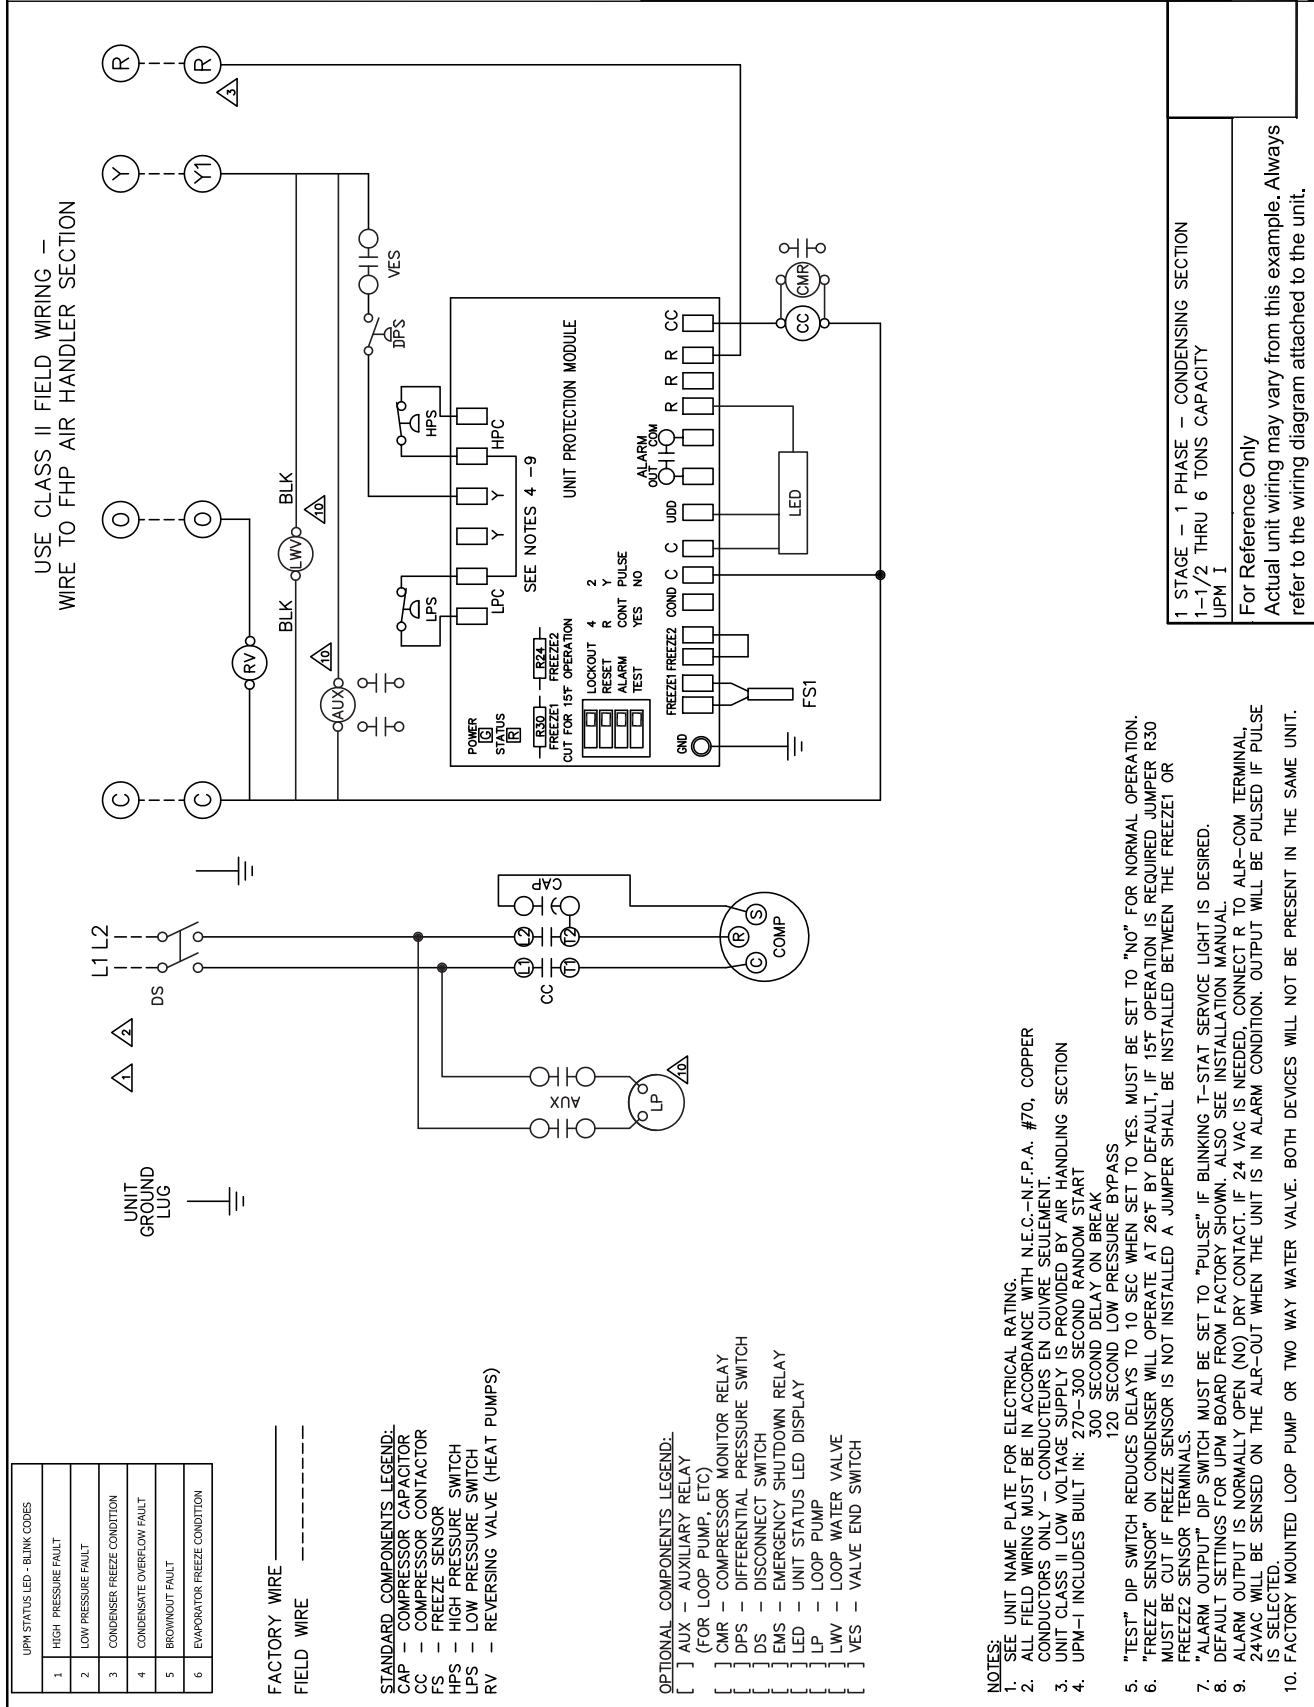 UPM STATUS LED - BLINK CODES
1 HIGH PRESSURE FAULT
2 LOW PRESSURE FAULT
3 CONDENSER FREEZE CONDITION
4 CONDENSATE OVERFLOW FAULT
5 BROWNOUT FAULT
6 EVAPORATOR FREEZE CONDITION
FACTORY WIRE
FIELD WIRE
STANDARD COMPONENTS LEGEND:
CAP – COMPRESSOR CAPACITOR
CC – COMPRESSOR CONTACTOR
FS – FREEZE SENSOR
HPS – HIGH PRESSURE SWITCH
LPS – LOW PRESSURE SWITCH
RV – REVERSING VALVE (HEAT PUMPS)
OPTIONAL COMPONENTS LEGEND:
[ ] AUX – AUXILIARY RELAY
(FOR LOOP PUMP, ETC)
[ ] CMR – COMPRESSOR MONITOR RELAY
[ ] DPS – DIFFERENTIAL PRESSURE SWITCH
[ ] DS – DISCONNECT SWITCH
[ ] EMS – EMERGENCY SHUTDOWN RELAY
[ ] LED – UNIT STATUS LED DISPLAY
[ ] LP – LOOP PUMP
[ ] LWV – LOOP WATER VALVE
[ ] VES – VALVE END SWITCH
NOTES:
1. SEE UNIT NAME PLATE FOR ELECTRICAL RATING.
2. ALL FIELD WIRING MUST BE IN ACCORDANCE WITH N.E.C.–N.F.P.A. #70, COPPER
CONDUCTORS ONLY – CONDUCTEURS EN CUIVRE SEULEMENT.
3. UNIT CLASS II LOW VOLTAGE SUPPLY IS PROVIDED BY AIR HANDLING SECTION
4. UPM–I INCLUDES BUILT IN: 270–300 SECOND RANDOM START
300 SECOND DELAY ON BREAK
120 SECOND LOW PRESSURE BYPASS
5. "TEST" DIP SWITCH REDUCES DELAYS TO 10 SEC WHEN SET TO YES. MUST BE SET TO "NO" FOR NORMAL OPERATION.
6. "FREEZE SENSOR" ON CONDENSER WILL OPERATE AT 26°F BY DEFAULT, IF 15°F OPERATION IS REQUIRED JUMPER R30
MUST BE CUT IF FREEZE SENSOR IS NOT INSTALLED A JUMPER SHALL BE INSTALLED BETWEEN THE FREEZE1 OR
FREEZE2 SENSOR TERMINALS.
7. "ALARM OUTPUT" DIP SWITCH MUST BE SET TO "PULSE" IF BLINKING T–STAT SERVICE LIGHT IS DESIRED.
8. DEFAULT SETTINGS FOR UPM BOARD FROM FACTORY SHOWN. ALSO SEE INSTALLATION MANUAL.
9. ALARM OUTPUT IS NORMALLY OPEN (NO) DRY CONTACT. IF 24 VAC IS NEEDED, CONNECT R TO ALR–COM TERMINAL,
24VAC WILL BE SENSED ON THE ALR–OUT WHEN THE UNIT IS IN ALARM CONDITION. OUTPUT WILL BE PULSED IF PULSE
IS SELECTED.
10. FACTORY MOUNTED LOOP PUMP OR TWO WAY WATER VALVE. BOTH DEVICES WILL NOT BE PRESENT IN THE SAME UNIT.
UNIT
GROUND
LUG
1 2
L1 L2
DS
AUX
LP
10
L1 L2
CC
T1 T2
CAP
C R S
COMP
USE CLASS II FIELD WIRING –
WIRE TO FHP AIR HANDLER SECTION
C O Y R
C O Y1 R
3
RV
BLK LWV BLK
10
AUX
10
VES
DPS
LPS
HPS
LPC Y Y HPC
SEE NOTES 4 –9
POWER
G
STATUS
R
R30
FREEZE1
R24
FREEZE2
CUT FOR 15°F OPERATION
UNIT PROTECTION MODULE
LOCKOUT 4 2
RESET R Y
ALARM CONT PULSE
TEST YES NO
ALARM
OUT COM
GND FREEZE1 FREEZE2 COND C C UDD R R R CC
FS1
LED
CC
CMR
1 STAGE – 1 PHASE – CONDENSING SECTION
1–1/2 THRU 6 TONS CAPACITY
UPM I
For Reference Only
Actual unit wiring may vary from this example. Always
refer to the wiring diagram attached to the unit.